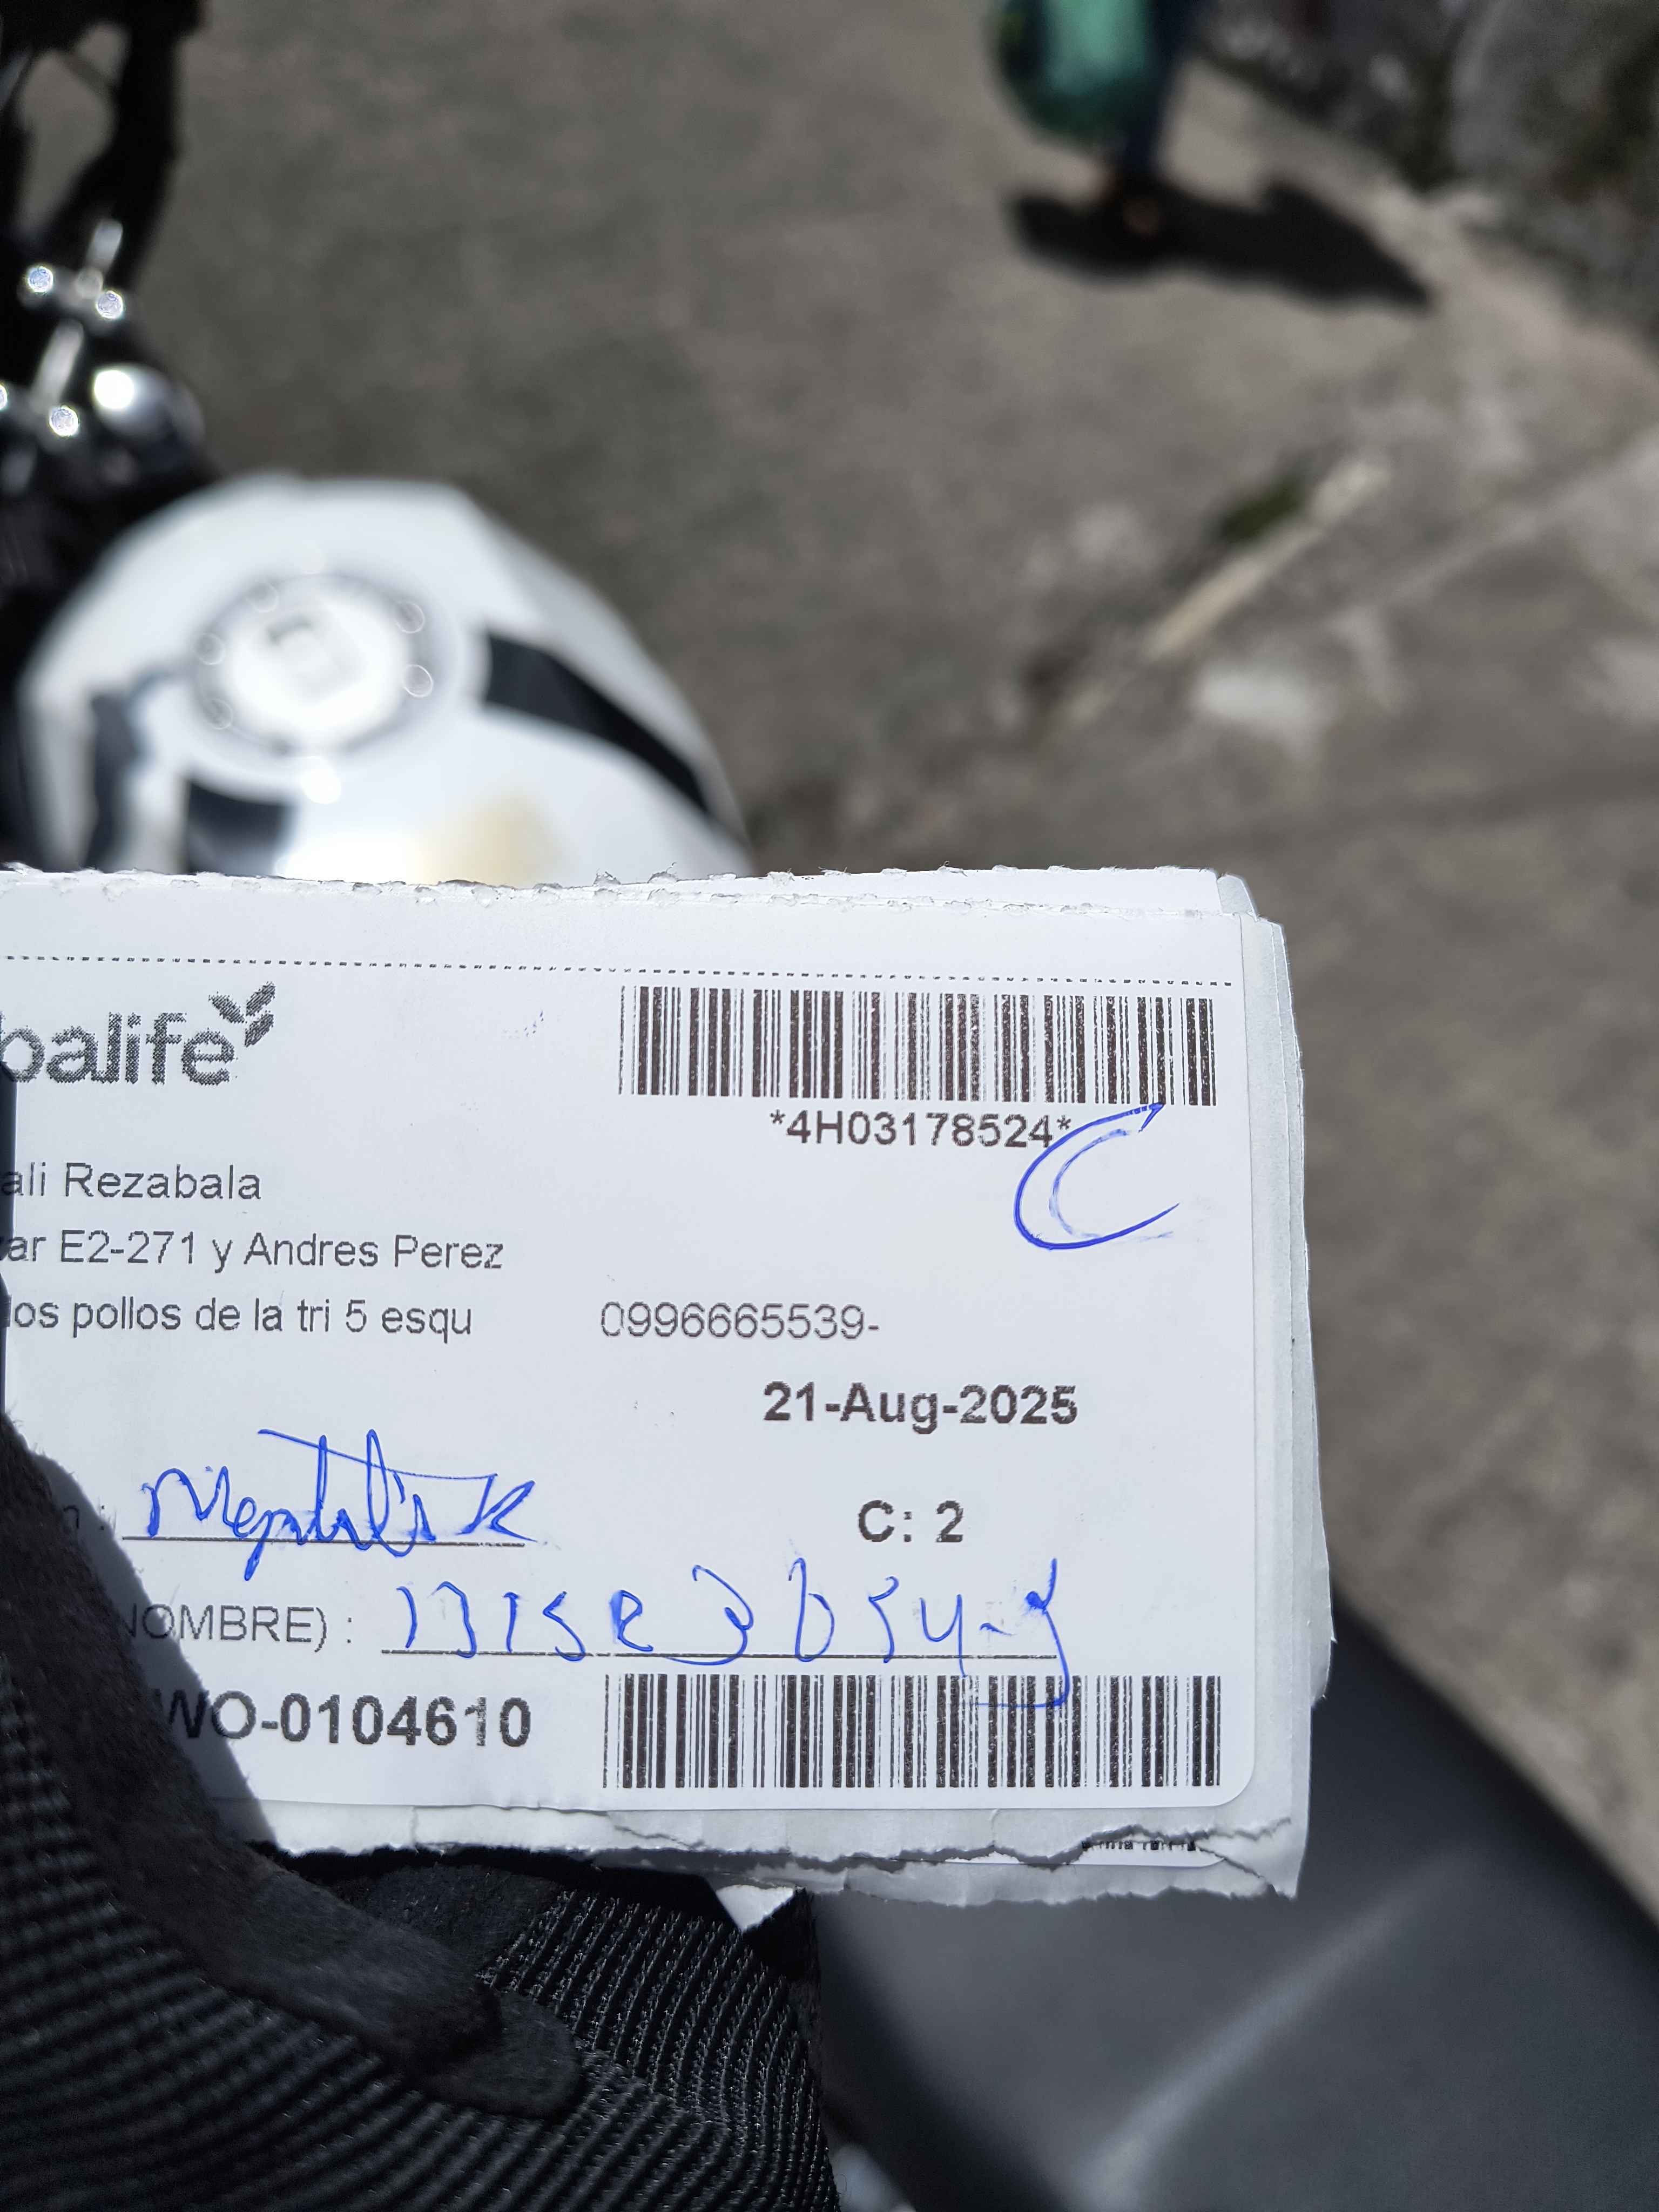 balife
*4H03178524*
C
ali Rezabala
ar E2-271 y Andres Perez
los pollos de la tri 5 esqu 0996665539-
21-Aug-2025
n :
C: 2
NOMBRE) :
WO-0104610